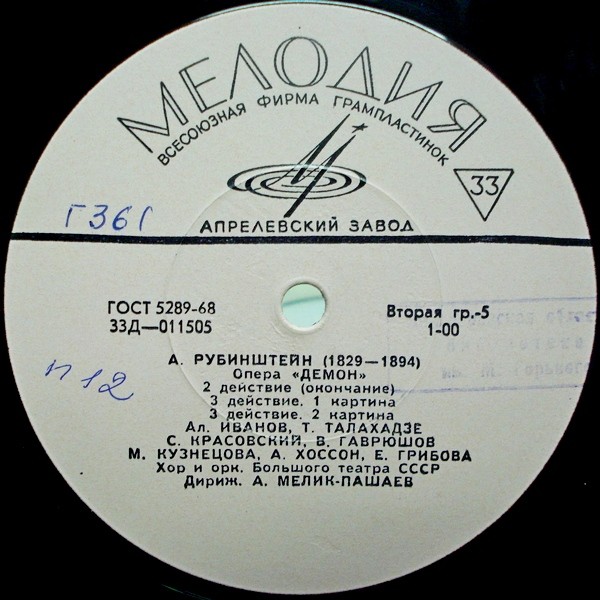 МЕЛОДИЯ
ВСЕСОЮЗНАЯ ФИРМА ГРАМПЛАСТИНОК
33
АПРЕЛЕВСКИЙ ЗАВОД
Г361
ГОСТ 5289-68
33Д—011505
Вторая гр.-5
1-00
п 12
А. РУБИНШТЕЙН (1829—1894)
Опера «ДЕМОН»
2 действие (окончание)
3 действие. 1 картина
3 действие. 2 картина
Ал. ИВАНОВ, Т. ТАЛАХАДЗЕ
С. КРАСОВСКИЙ, В. ГАВРЮШОВ
М. КУЗНЕЦОВА, А. ХОССОН, Е. ГРИБОВА
Хор и орк. Большого театра СССР
Дириж. А. МЕЛИК-ПАШАЕВ